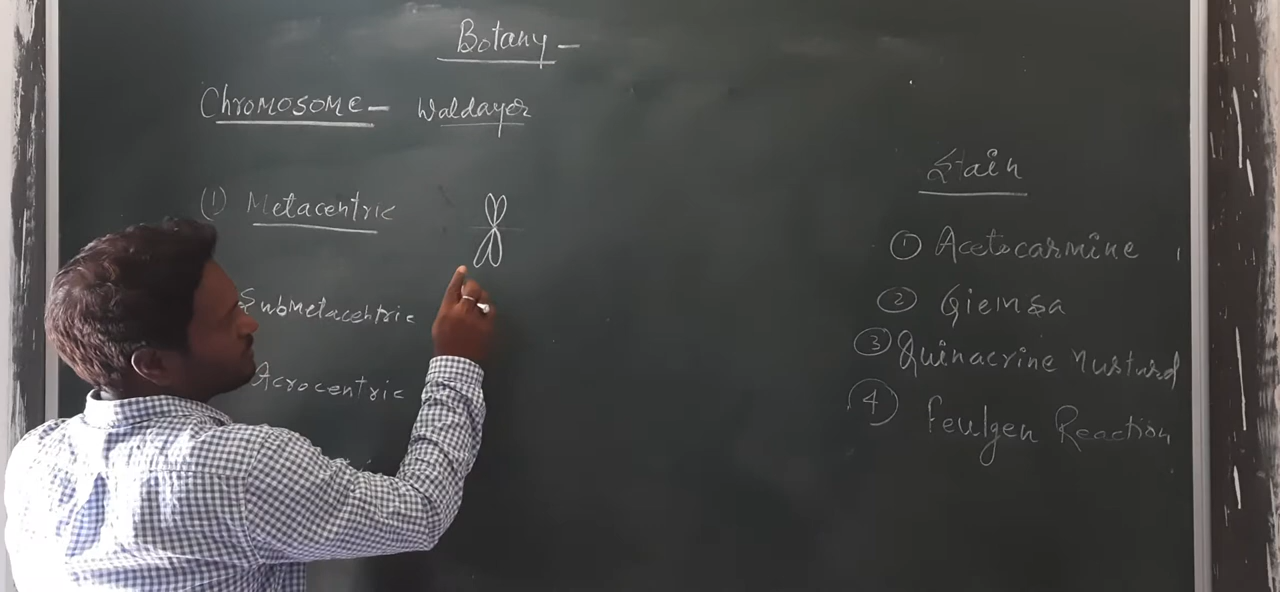 Botany -
Chromosome - Waldayer
(1) Metacentric
Submetacentric
Acrocentric
Stain
① Acetocarmine
② Giemsa
③ Quinacrine Mustard
④ Feulgen Reaction